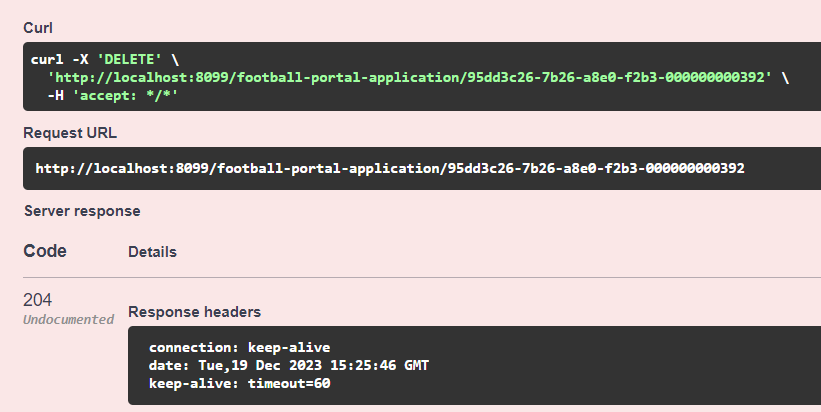 Curl
curl -X 'DELETE' \
  'http://localhost:8099/football-portal-application/95dd3c26-7b26-a8e0-f2b3-000000000392' \
  -H 'accept: */*'
Request URL
http://localhost:8099/football-portal-application/95dd3c26-7b26-a8e0-f2b3-000000000392
Server response
Code Details
204
Undocumented
Response headers
connection: keep-alive
date: Tue,19 Dec 2023 15:25:46 GMT
keep-alive: timeout=60